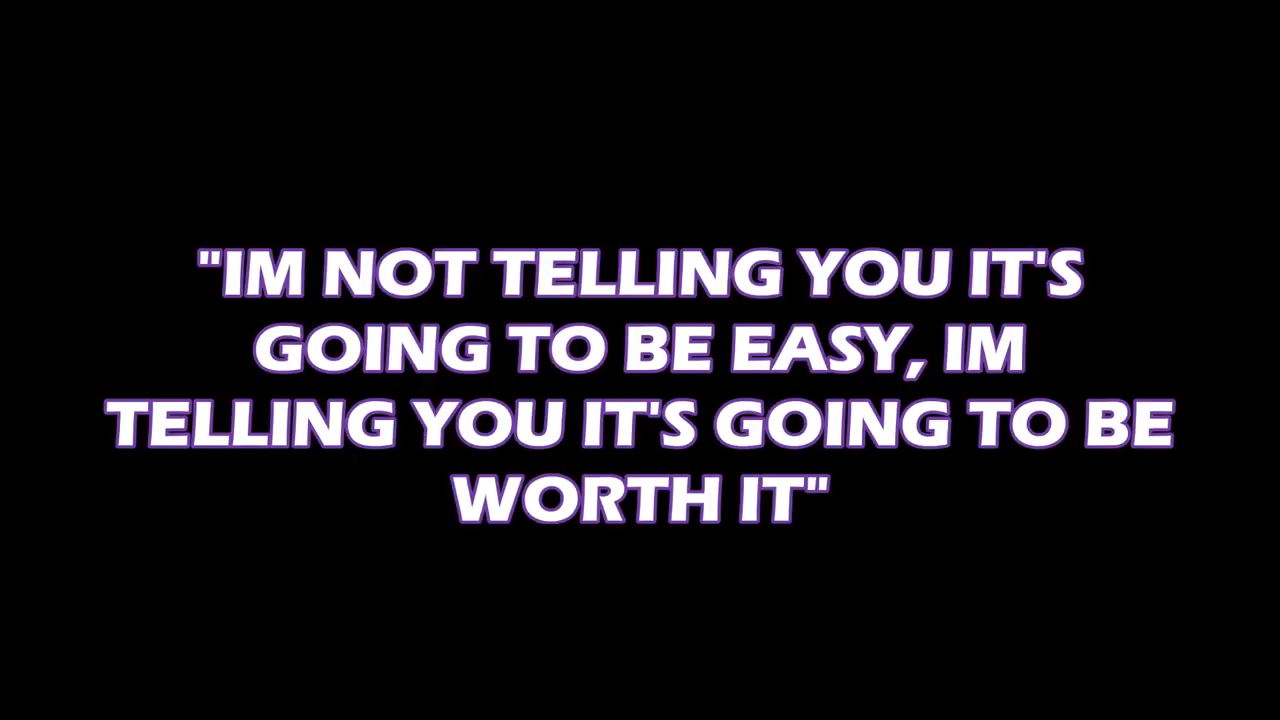 "IM NOT TELLING YOU IT'S
GOING TO BE EASY, IM
TELLING YOU IT'S GOING TO BE
WORTH IT"